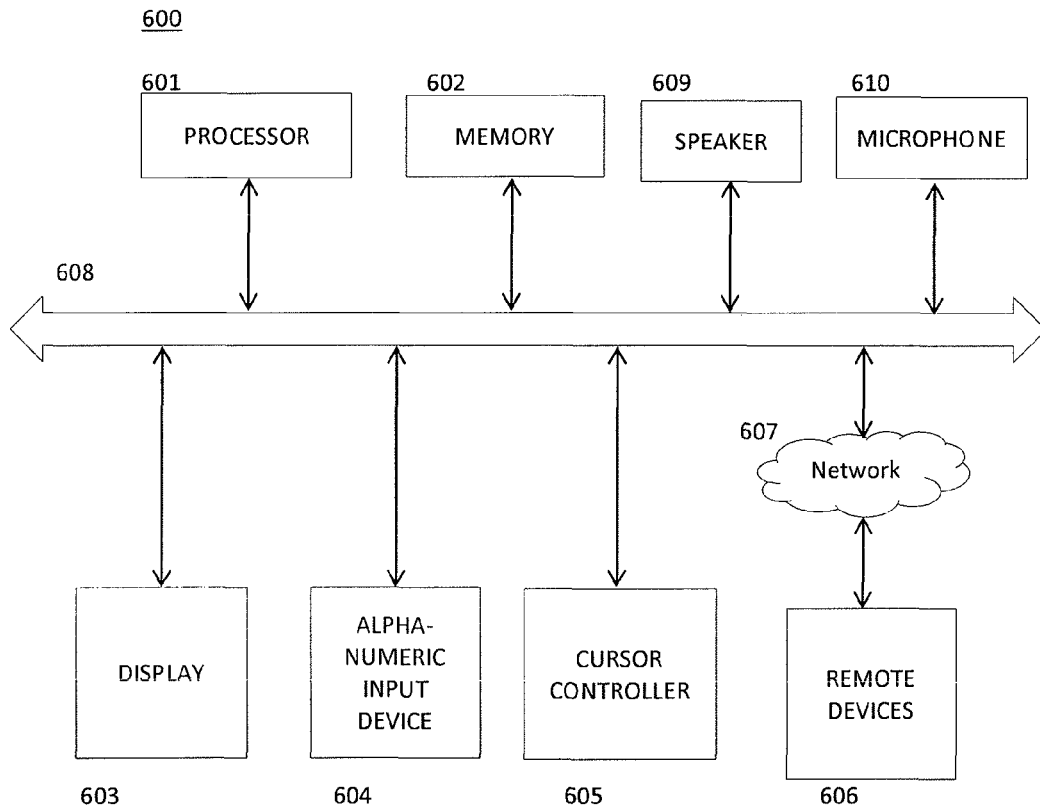 600
601
602
609
610
PROCESSOR
MEMORY
SPEAKER
MICROPHONE
608
607
Network
DISPLAY
ALPHA-
NUMERIC
INPUT
DEVICE
CURSOR
CONTROLLER
REMOTE
DEVICES
603
604
605
606